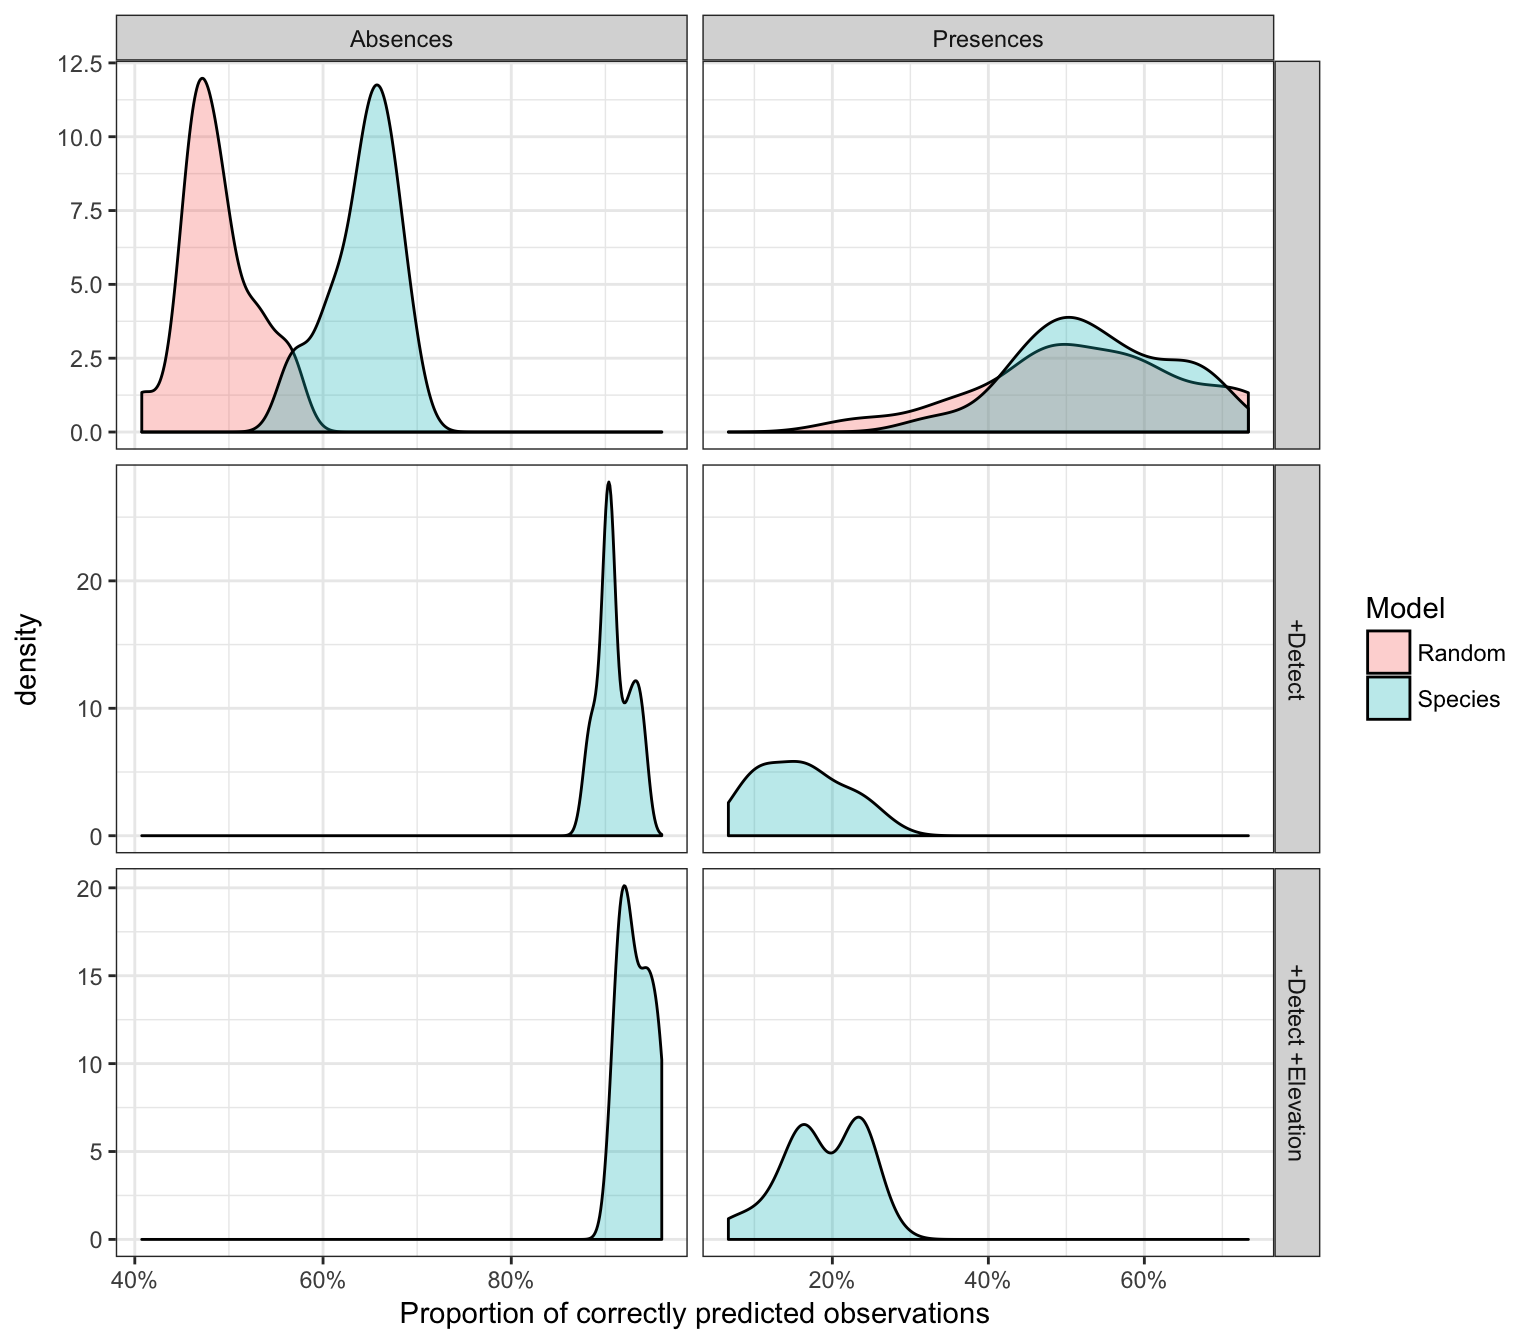 Absences
Presences
12.5
10.0
7.5
5.0
2.5
0.0
20
10
0
+Detect
20
15
10
5
0
+Detect +Elevation
density
40%
60%
80%
20%
40%
60%
Proportion of correctly predicted observations
Model
Random
Species